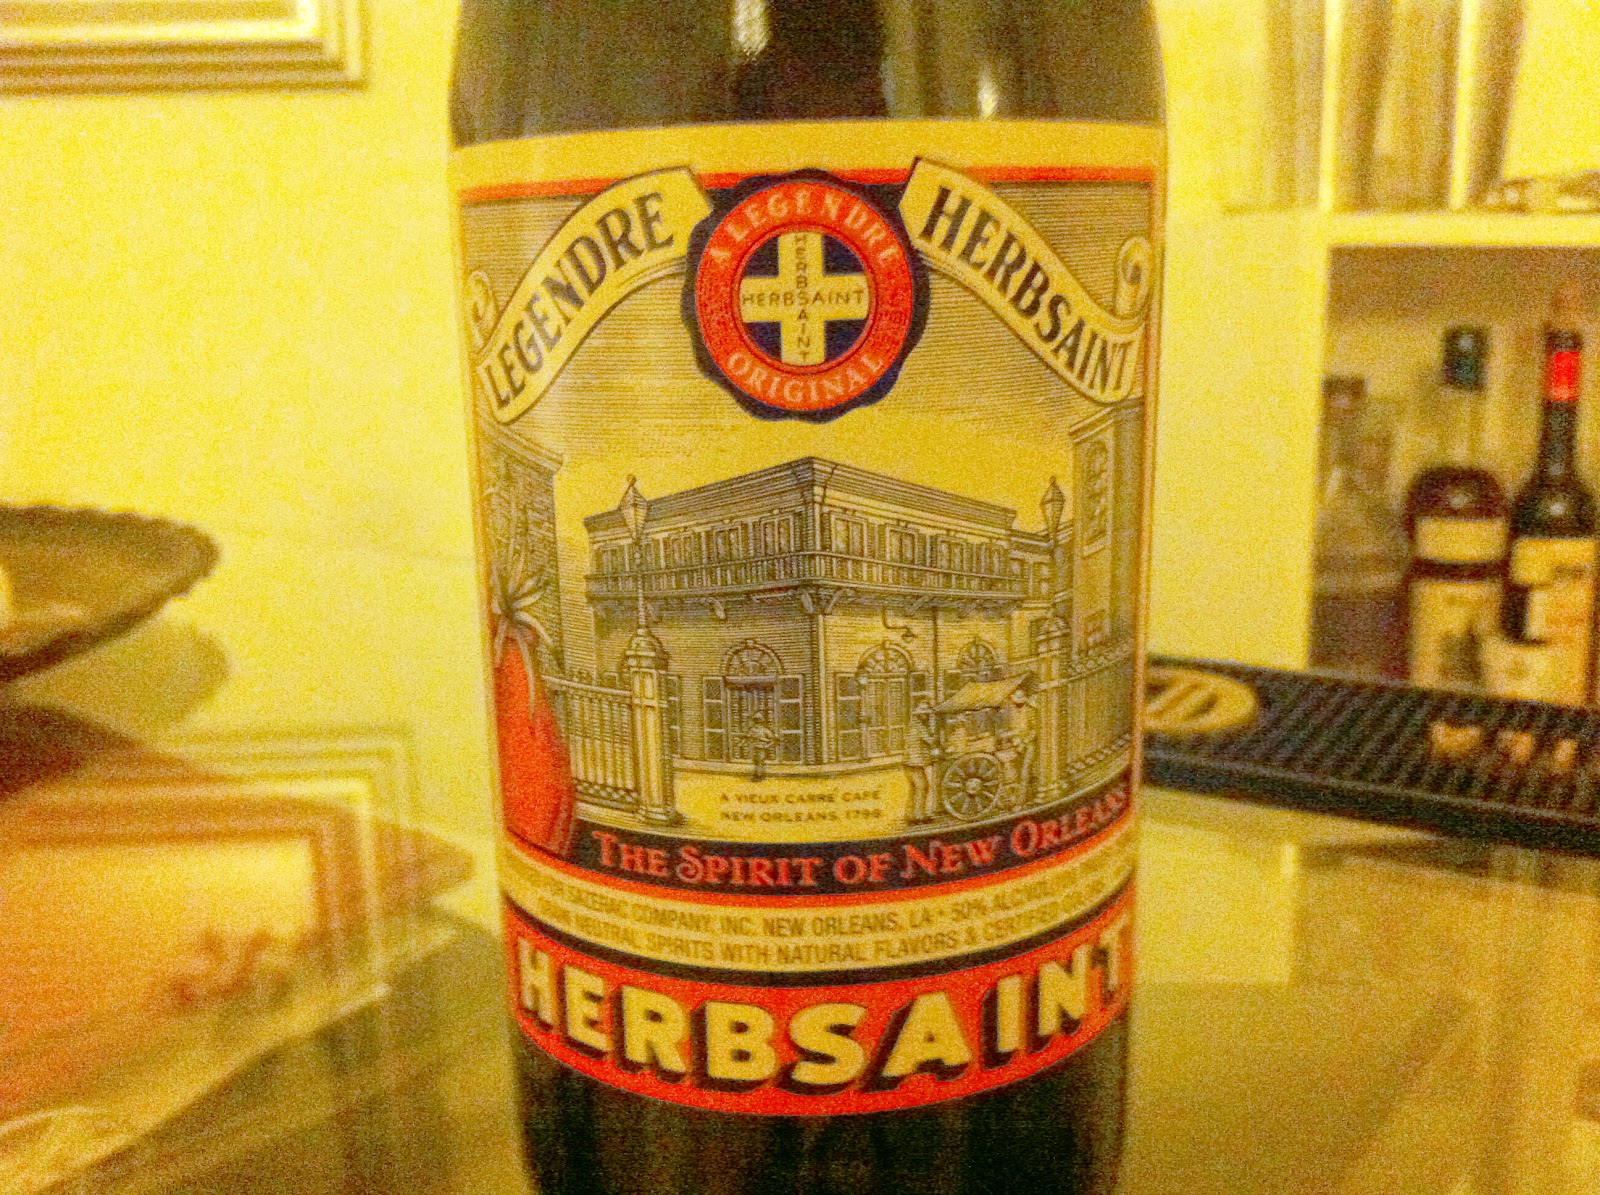 LEGENDRE
HERBSAINT
A LEGENDRE
HERBSAINT
HERBSAINT
ORIGINAL
A VIEUX CARRÉ CAFÉ
NEW ORLEANS, 1798
THE SPIRIT OF NEW ORLEANS
SAZERAC COMPANY, INC. NEW ORLEANS, LA • 50% ALCOHOL
NEUTRAL SPIRITS WITH NATURAL FLAVORS & CERTIFIED
HERBSAINT